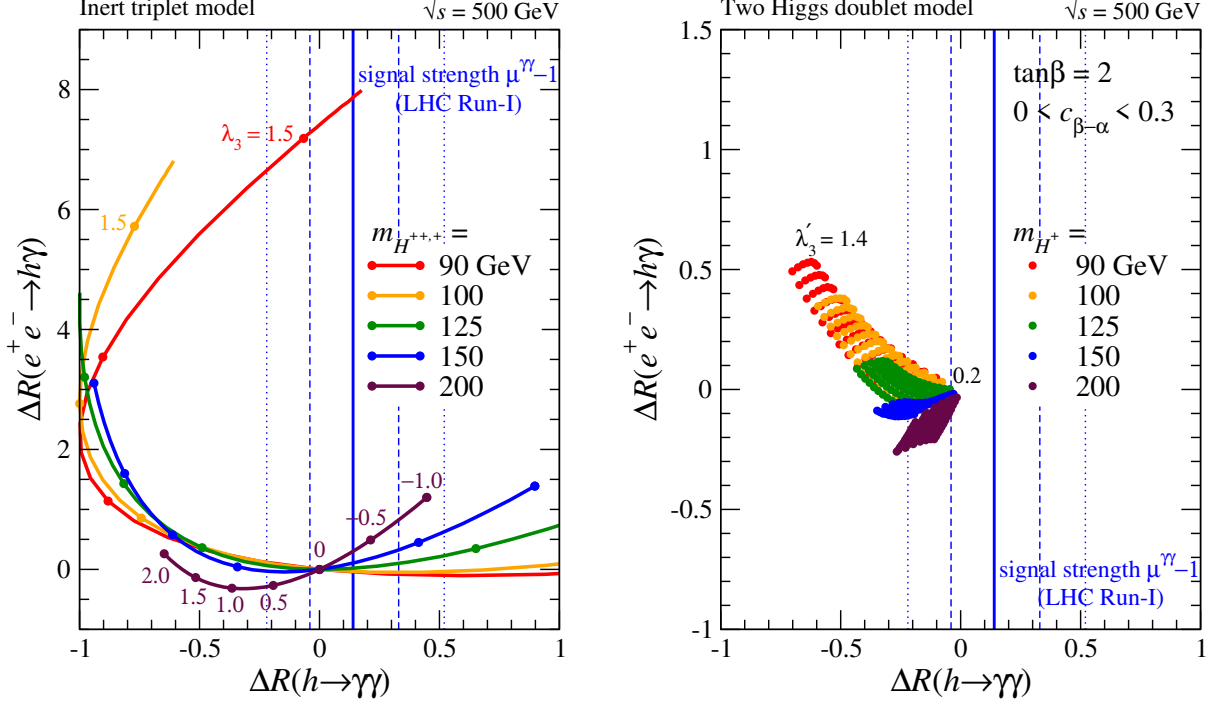 Inert triplet model √s = 500 GeV
signal strength μ^γγ−1
(LHC Run-I)
λ₃ = 1.5
1.5
m_H⁺⁺,⁺ =
90 GeV
100
125
150
200
−1.0
−0.5
0
2.0
1.5
1.0
0.5
8
6
4
2
0
-1 -0.5 0 0.5 1
ΔR(e⁺e⁻→hγ)
ΔR(h→γγ)
Two Higgs doublet model √s = 500 GeV
tanβ = 2
0 < c_β−α < 0.3
λ₃′ = 1.4
m_H⁺ =
90 GeV
100
125
150
200
0.2
signal strength μ^γγ−1
(LHC Run-I)
1.5
1
0.5
0
-0.5
-1
-1 -0.5 0 0.5 1
ΔR(e⁺e⁻→hγ)
ΔR(h→γγ)